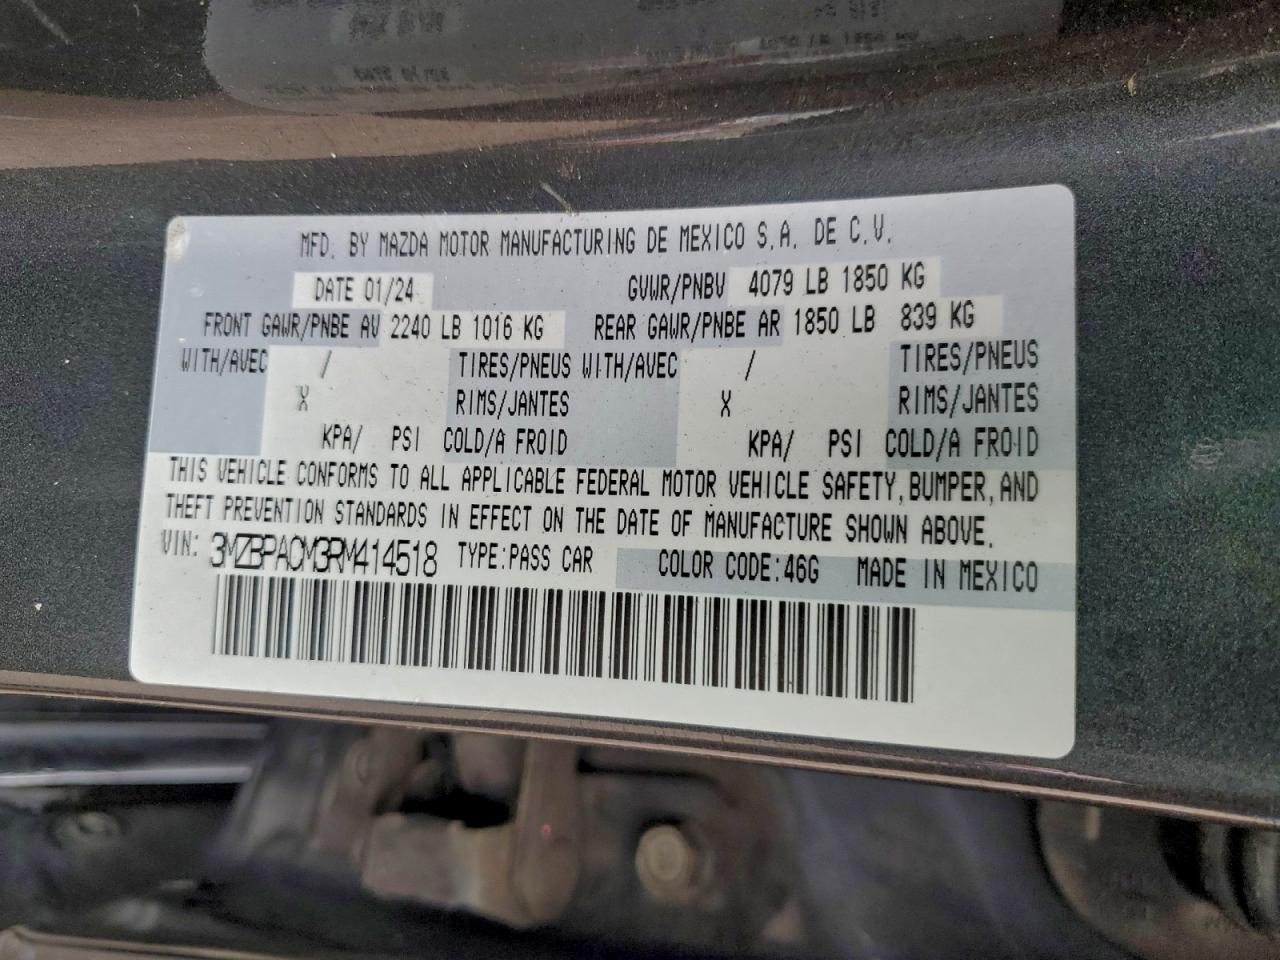 MFD. BY MAZDA MOTOR MANUFACTURING DE MEXICO S.A. DE C.V.
DATE 01/24 GVWR/PNBV 4079 LB 1850 KG
FRONT GAWR/PNBE AV 2240 LB 1016 KG REAR GAWR/PNBE AR 1850 LB 839 KG
WITH/AVEC / TIRES/PNEUS WITH/AVEC / TIRES/PNEUS
X RIMS/JANTES X RIMS/JANTES
KPA/ PSI COLD/A FROID KPA/ PSI COLD/A FROID
THIS VEHICLE CONFORMS TO ALL APPLICABLE FEDERAL MOTOR VEHICLE SAFETY, BUMPER, AND
THEFT PREVENTION STANDARDS IN EFFECT ON THE DATE OF MANUFACTURE SHOWN ABOVE.
VIN: 3MZBPACM3RM414518 TYPE:PASS CAR COLOR CODE:46G MADE IN MEXICO